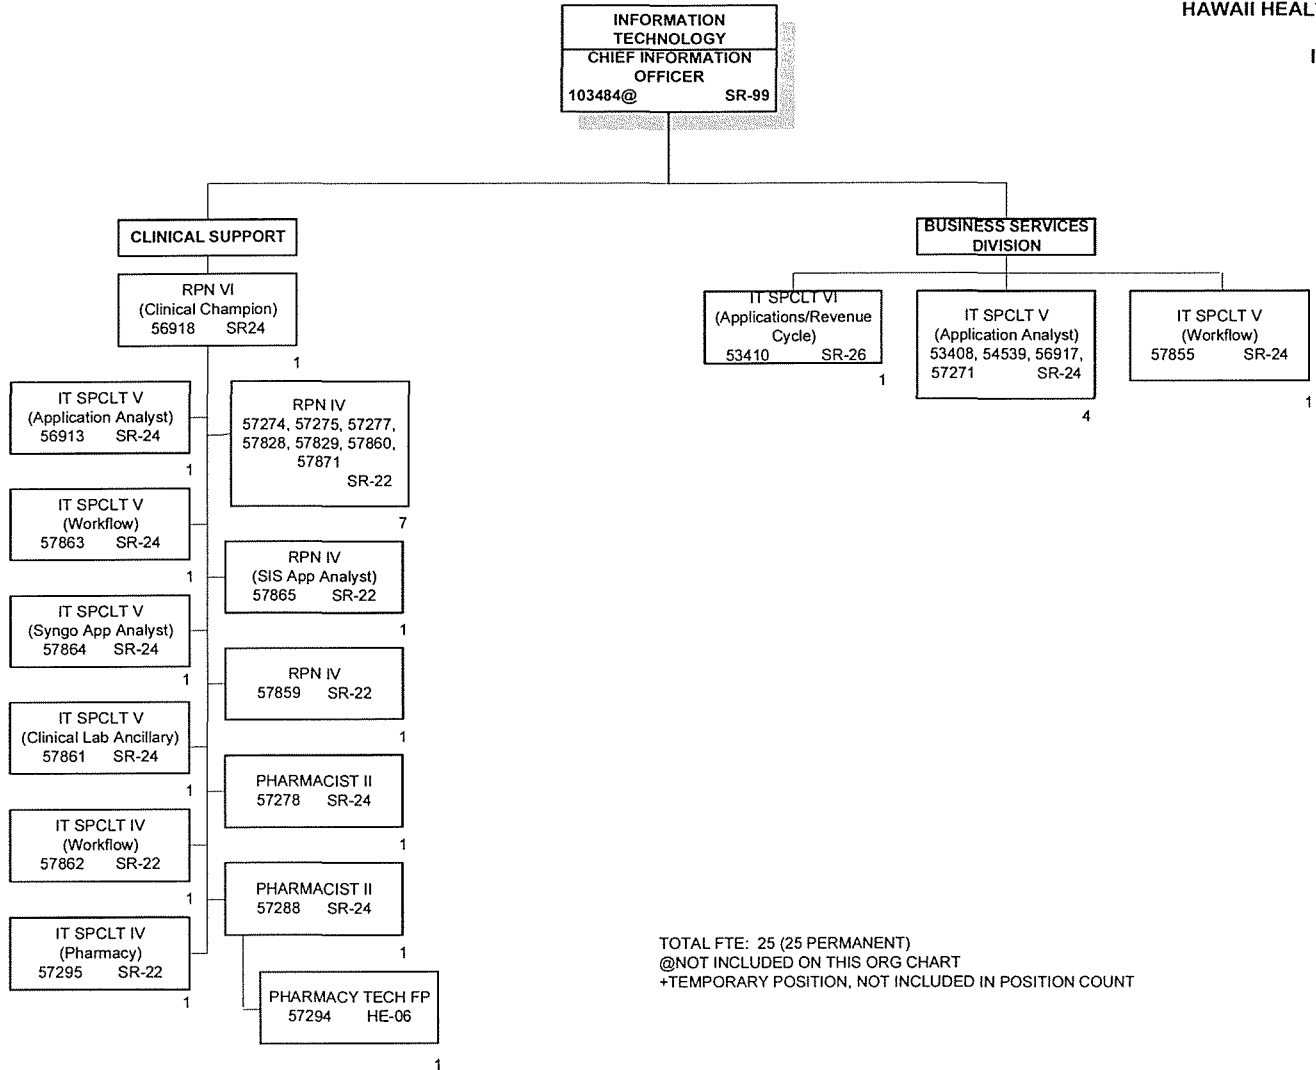 HAWAII HEAL
INFORMATION
TECHNOLOGY
CHIEF INFORMATION
OFFICER
103484@ SR-99
CLINICAL SUPPORT
RPN VI
(Clinical Champion)
56918 SR24
1
IT SPCLT V
(Application Analyst)
56913 SR-24
1
IT SPCLT V
(Workflow)
57863 SR-24
1
IT SPCLT V
(Syngo App Analyst)
57864 SR-24
1
IT SPCLT V
(Clinical Lab Ancillary)
57861 SR-24
1
IT SPCLT IV
(Workflow)
57862 SR-22
1
IT SPCLT IV
(Pharmacy)
57295 SR-22
1
RPN IV
57274, 57275, 57277,
57828, 57829, 57860,
57871
SR-22
7
RPN IV
(SIS App Analyst)
57865 SR-22
1
RPN IV
57859 SR-22
1
PHARMACIST II
57278 SR-24
1
PHARMACIST II
57288 SR-24
1
PHARMACY TECH FP
57294 HE-06
1
BUSINESS SERVICES
DIVISION
IT SPCLT VI
(Applications/Revenue
Cycle)
53410 SR-26
1
IT SPCLT V
(Application Analyst)
53408, 54539, 56917,
57271 SR-24
4
IT SPCLT V
(Workflow)
57855 SR-24
1
TOTAL FTE: 25 (25 PERMANENT)
@NOT INCLUDED ON THIS ORG CHART
+TEMPORARY POSITION, NOT INCLUDED IN POSITION COUNT